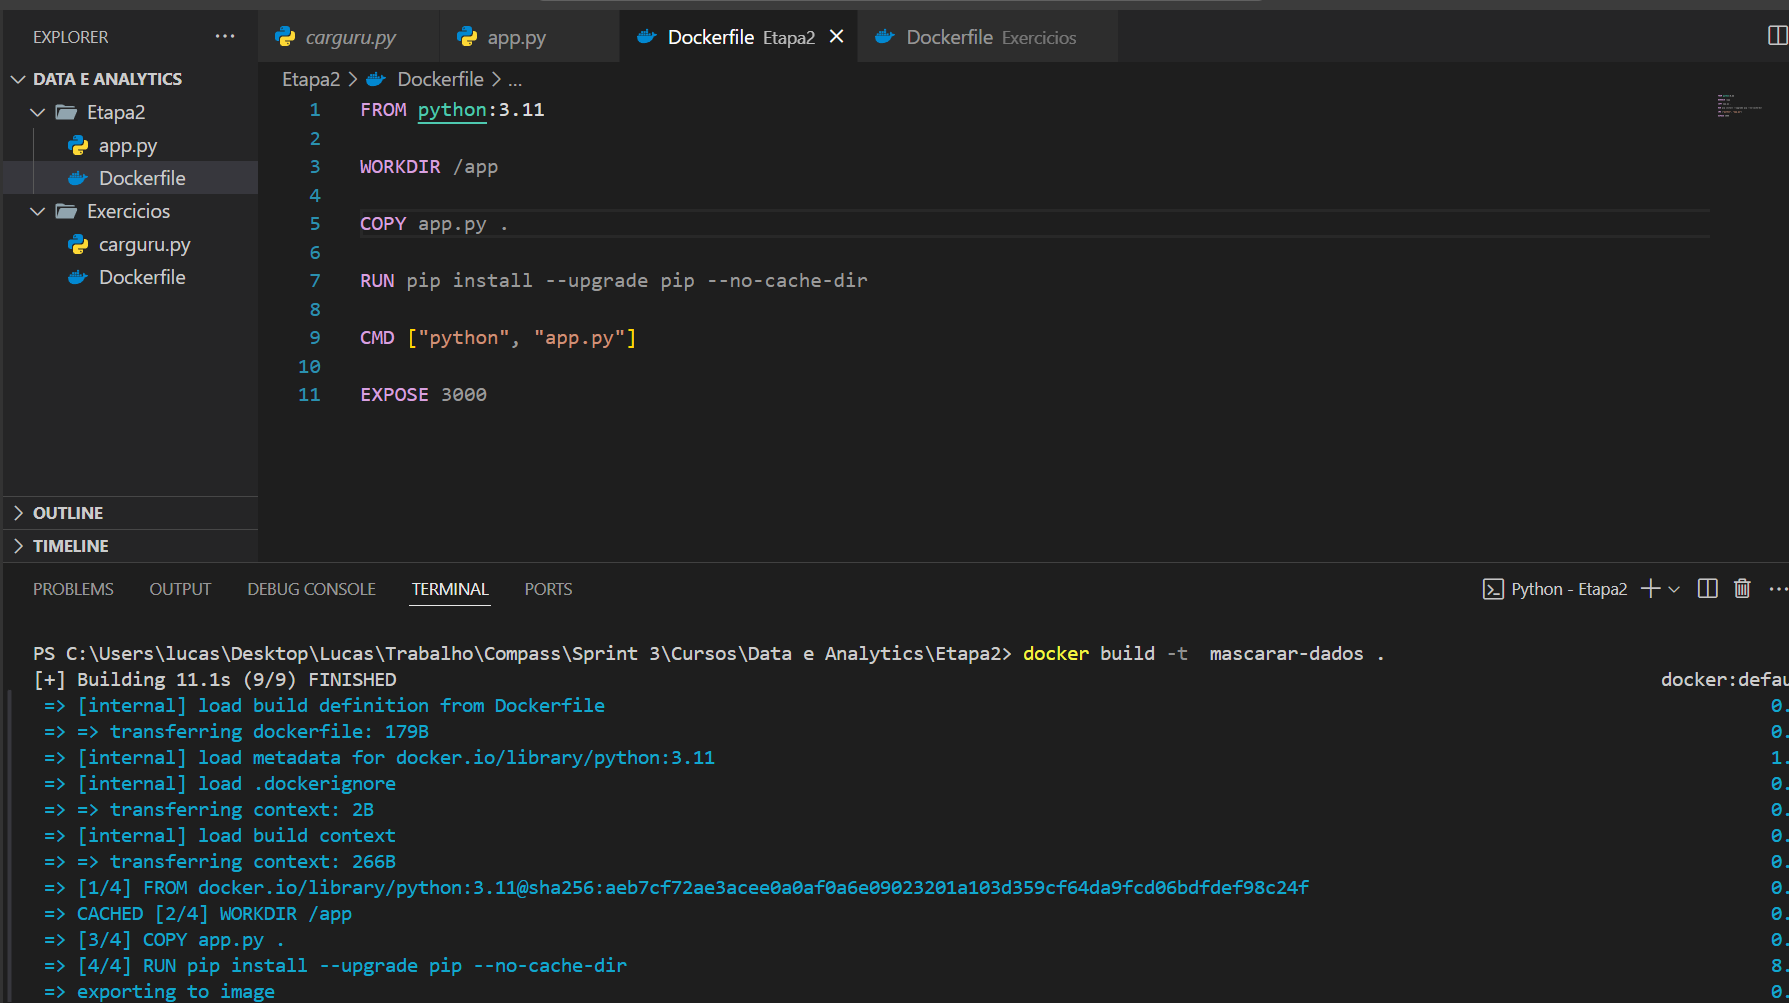 EXPLORER
carguru.py
app.py
Dockerfile Etapa2
Dockerfile Exercicios
DATA E ANALYTICS
Etapa2
app.py
Dockerfile
Exercicios
carguru.py
Dockerfile
OUTLINE
TIMELINE
Etapa2 > Dockerfile > ...
1 FROM python:3.11
2
3 WORKDIR /app
4
5 COPY app.py .
6
7 RUN pip install --upgrade pip --no-cache-dir
8
9 CMD ["python", "app.py"]
10
11 EXPOSE 3000
PROBLEMS OUTPUT DEBUG CONSOLE TERMINAL PORTS
Python - Etapa2
PS C:\Users\lucas\Desktop\Lucas\Trabalho\Compass\Sprint 3\Cursos\Data e Analytics\Etapa2> docker build -t  mascarar-dados .
[+] Building 11.1s (9/9) FINISHED docker:defau
=> [internal] load build definition from Dockerfile 0.
=> => transferring dockerfile: 179B 0.
=> [internal] load metadata for docker.io/library/python:3.11 1.
=> [internal] load .dockerignore 0.
=> => transferring context: 2B 0.
=> [internal] load build context 0.
=> => transferring context: 266B 0.
=> [1/4] FROM docker.io/library/python:3.11@sha256:aeb7cf72ae3acee0a0af0a6e09023201a103d359cf64da9fcd06bdfdef98c24f 0.
=> CACHED [2/4] WORKDIR /app 0.
=> [3/4] COPY app.py . 0.
=> [4/4] RUN pip install --upgrade pip --no-cache-dir 8.
=> exporting to image 0.